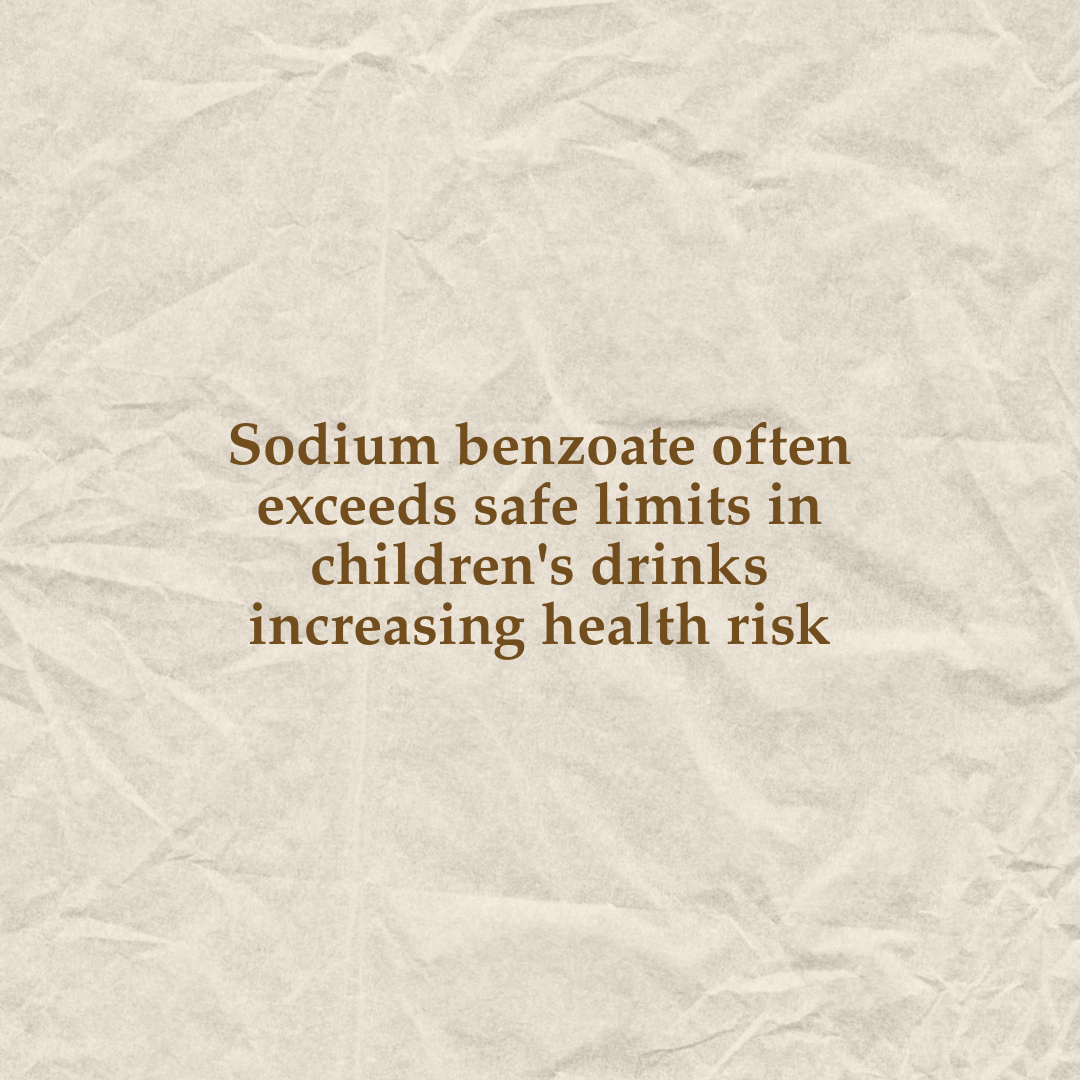 Sodium benzoate often
exceeds safe limits in
children's drinks
increasing health risk